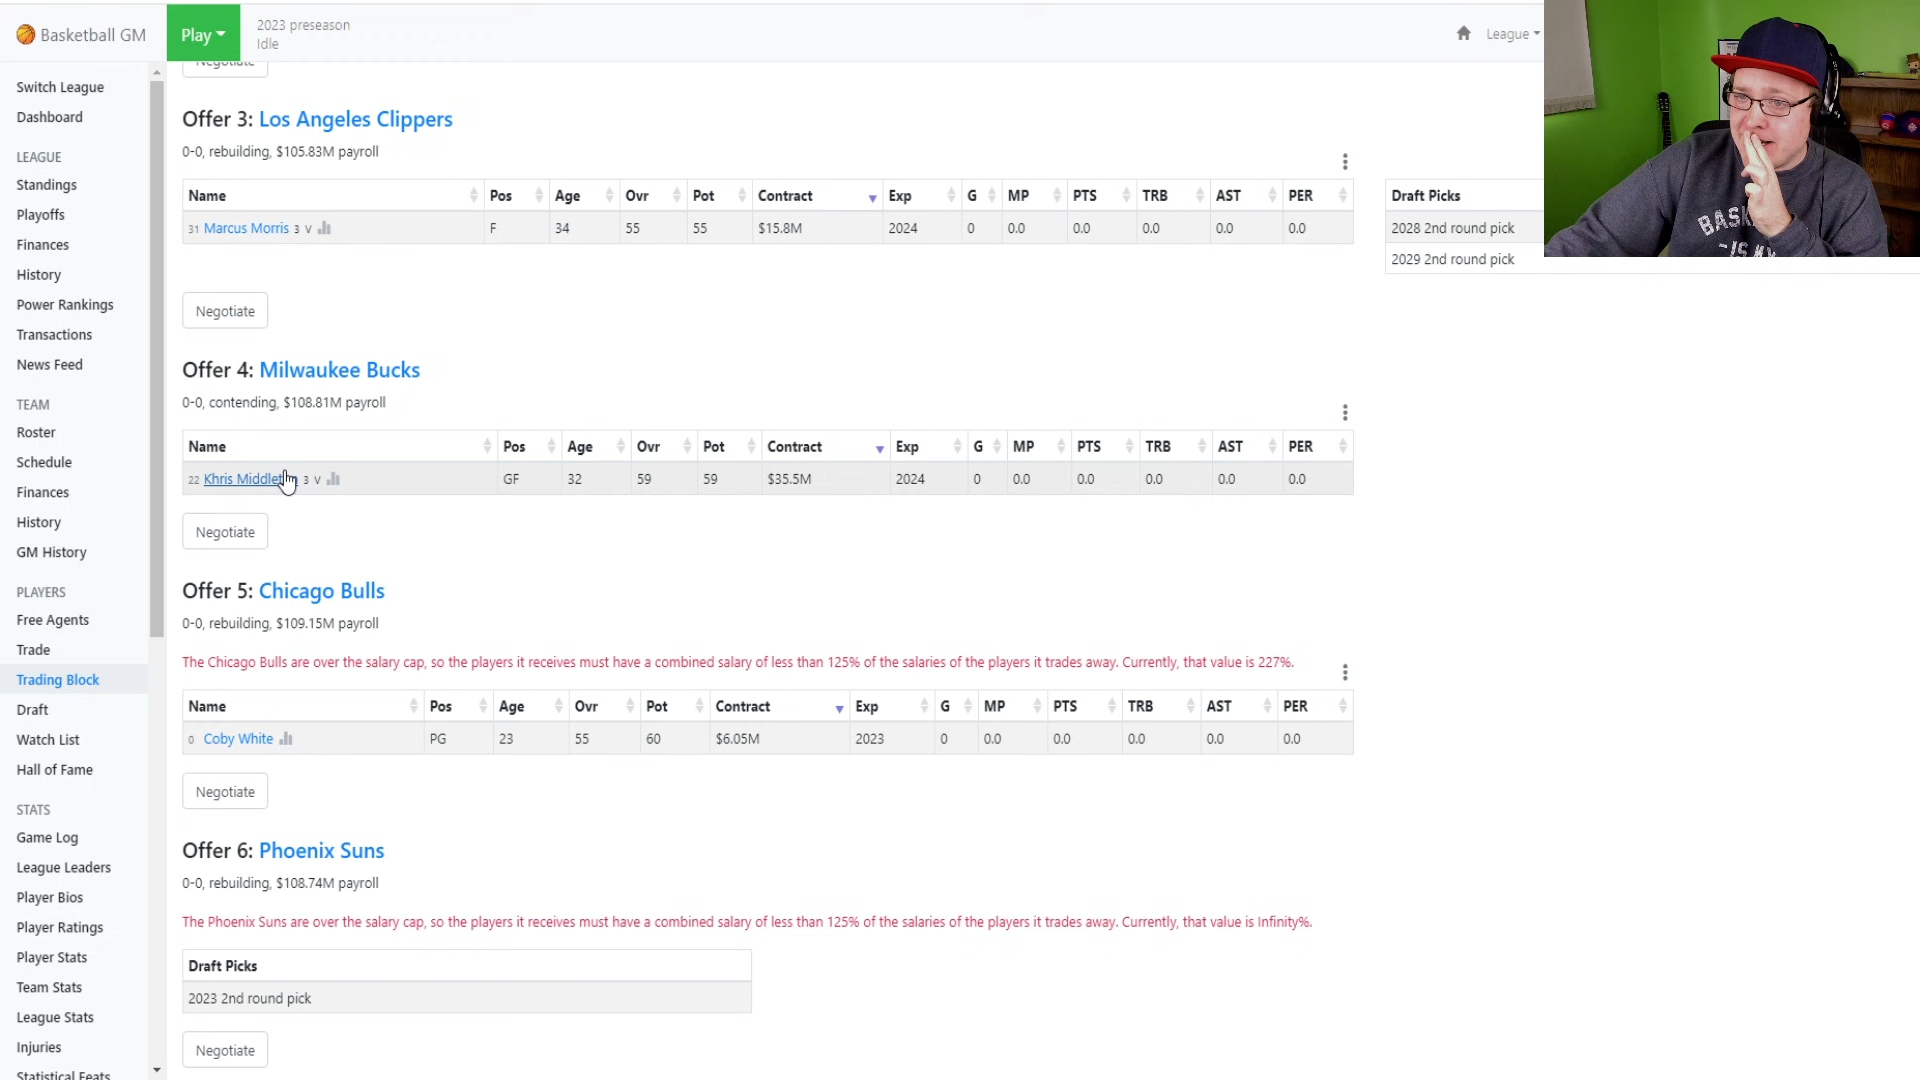 Basketball GM
Play
2023 preseason
Idle
League
Switch League
Dashboard
LEAGUE
Standings
Playoffs
Finances
History
Power Rankings
Transactions
News Feed
TEAM
Roster
Schedule
Finances
History
GM History
PLAYERS
Free Agents
Trade
Trading Block
Draft
Watch List
Hall of Fame
STATS
Game Log
League Leaders
Player Bios
Player Ratings
Player Stats
Team Stats
League Stats
Injuries
Statistical Feats
Negotiate
Offer 3: Los Angeles Clippers
0-0, rebuilding, $105.83M payroll
Name Pos Age Ovr Pot Contract Exp G MP PTS TRB AST PER
31 Marcus Morris 3 V F 34 55 55 $15.8M 2024 0 0.0 0.0 0.0 0.0 0.0
Draft Picks
2028 2nd round pick
2029 2nd round pick
Negotiate
Offer 4: Milwaukee Bucks
0-0, contending, $108.81M payroll
Name Pos Age Ovr Pot Contract Exp G MP PTS TRB AST PER
22 Khris Middlet 3 V GF 32 59 59 $35.5M 2024 0 0.0 0.0 0.0 0.0 0.0
Negotiate
Offer 5: Chicago Bulls
0-0, rebuilding, $109.15M payroll
The Chicago Bulls are over the salary cap, so the players it receives must have a combined salary of less than 125% of the salaries of the players it trades away. Currently, that value is 227%.
Name Pos Age Ovr Pot Contract Exp G MP PTS TRB AST PER
0 Coby White PG 23 55 60 $6.05M 2023 0 0.0 0.0 0.0 0.0 0.0
Negotiate
Offer 6: Phoenix Suns
0-0, rebuilding, $108.74M payroll
The Phoenix Suns are over the salary cap, so the players it receives must have a combined salary of less than 125% of the salaries of the players it trades away. Currently, that value is Infinity%.
Draft Picks
2023 2nd round pick
Negotiate